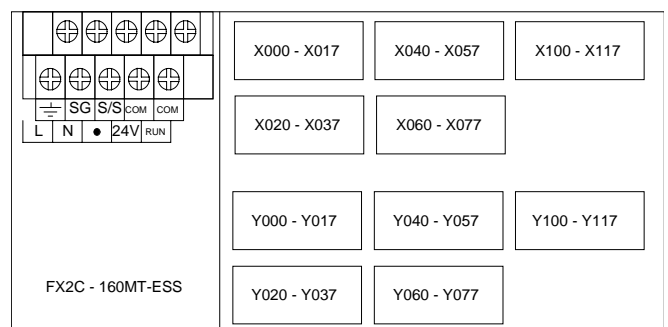 SG S/S COM COM
L N • 24V RUN
FX2C - 160MT-ESS
X000 - X017 X040 - X057 X100 - X117
X020 - X037 X060 - X077
Y000 - Y017 Y040 - Y057 Y100 - Y117
Y020 - Y037 Y060 - Y077